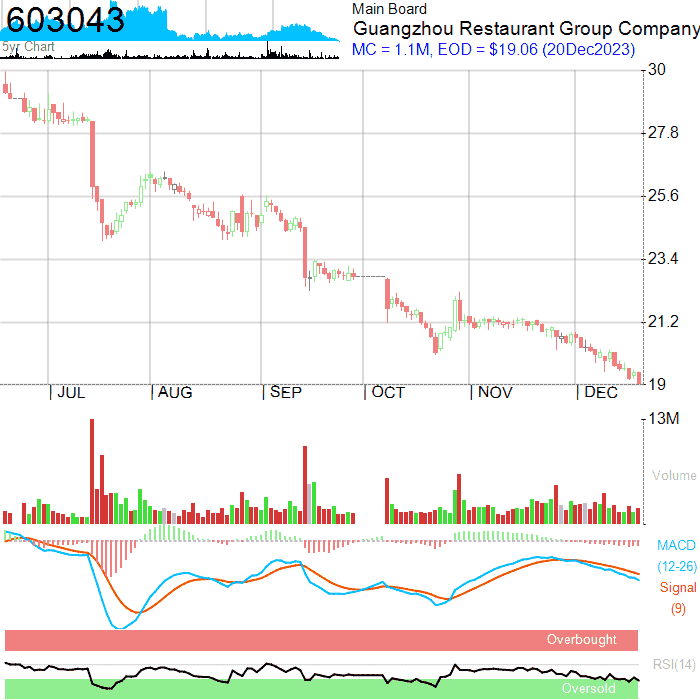 603043
5yr Chart
Main Board
Guangzhou Restaurant Group Company
MC = 1.1M, EOD = $19.06 (20Dec2023)
30
27.8
25.6
23.4
21.2
19
JUL AUG SEP OCT NOV DEC
13M
Volume
MACD
(12-26)
Signal
(9)
Overbought
RSI(14)
Oversold